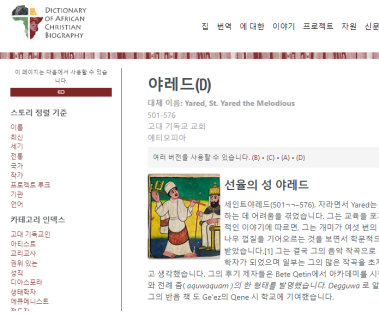 DICTIONARY
OF AFRICAN
CHRISTIAN
BIOGRAPHY
집 번역 에 대한 이야기 프로젝트 자원 신문
이 페이지는 다음에서 사용할 수 있습
니다.
KO
스토리 정렬 기준
이름
최신
세기
전통
국가
작가
프로젝트 루크
기관
언어
카테고리 인덱스
고대 기독교인
아티스트
교리교사
권위 있는
성직
디아스포라
생태학자
에큐메니스트
야레드(D)
대체 이름: Yared, St. Yared the Melodious
501-576
고대 기독교 교회
에티오피아
여러 버전을 사용할 수 있습니다. (B) • (C) • (A) • (D)
선율의 성 야레드
세인트야레드(501¬¬–576). 자라면서 Yared는
하는 데 어려움을 겪었습니다. 그는 교육을 포
적인 이야기에 따르면, 그는 개미가 여섯 번의
나무 껍질을 기어오르는 것을 보면서 학문적으
받았습니다.[1] 그는 결국 그의 음악 작곡으로
학자가 되었으며 일부는 그의 많은 작곡을 초자
고 생각했습니다. 그의 후기 제자들은 Bete Qetin에서 아카데미를 시
와 전례 춤( aquwaquam )의 한 형태를 발명했습니다. Degguwa 로 알
그의 반쯤 책 도 Ge'ez의 Qene 시 학교에 기여했습니다.